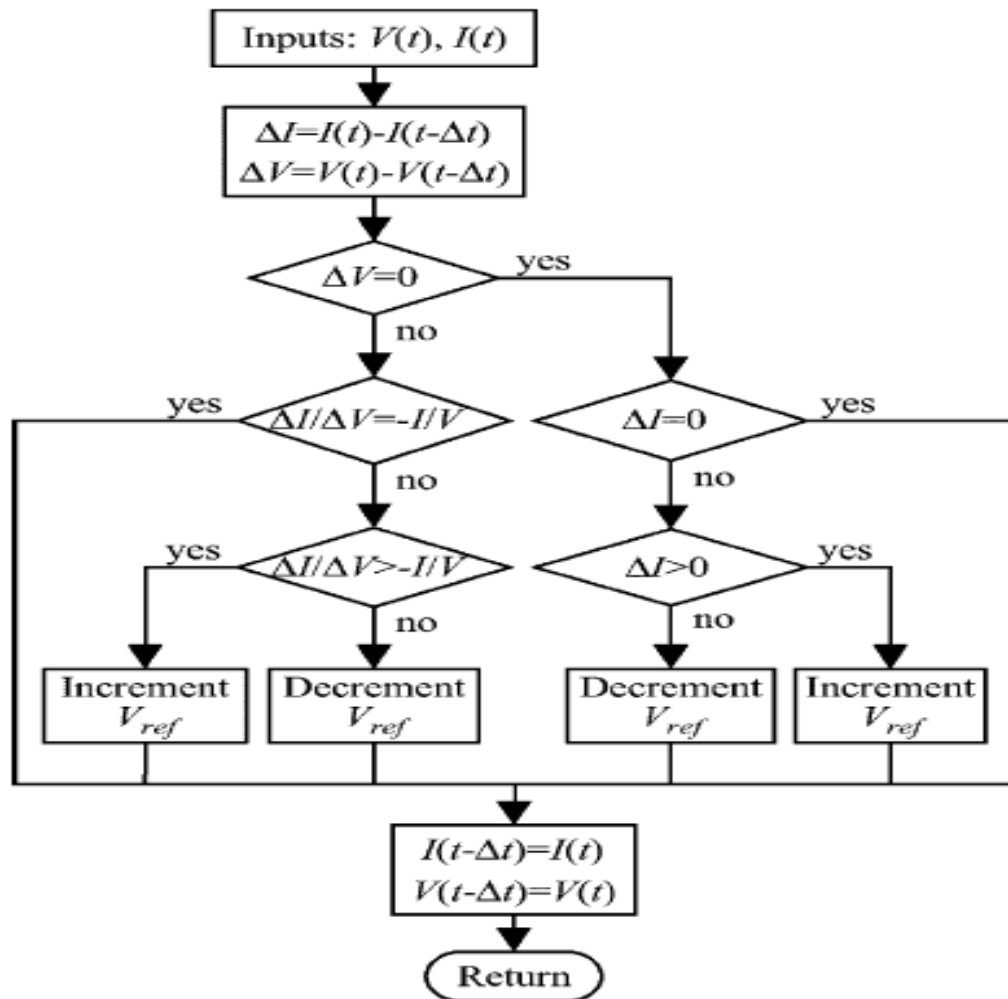 Inputs: V(t), I(t)
ΔI=I(t)-I(t-Δt)
ΔV=V(t)-V(t-Δt)
ΔV=0
yes
no
yes
ΔI/ΔV=-I/V
ΔI=0
yes
no
no
yes
ΔI/ΔV>-I/V
ΔI>0
yes
no
no
Increment
Vref
Decrement
Vref
Decrement
Vref
Increment
Vref
I(t-Δt)=I(t)
V(t-Δt)=V(t)
Return